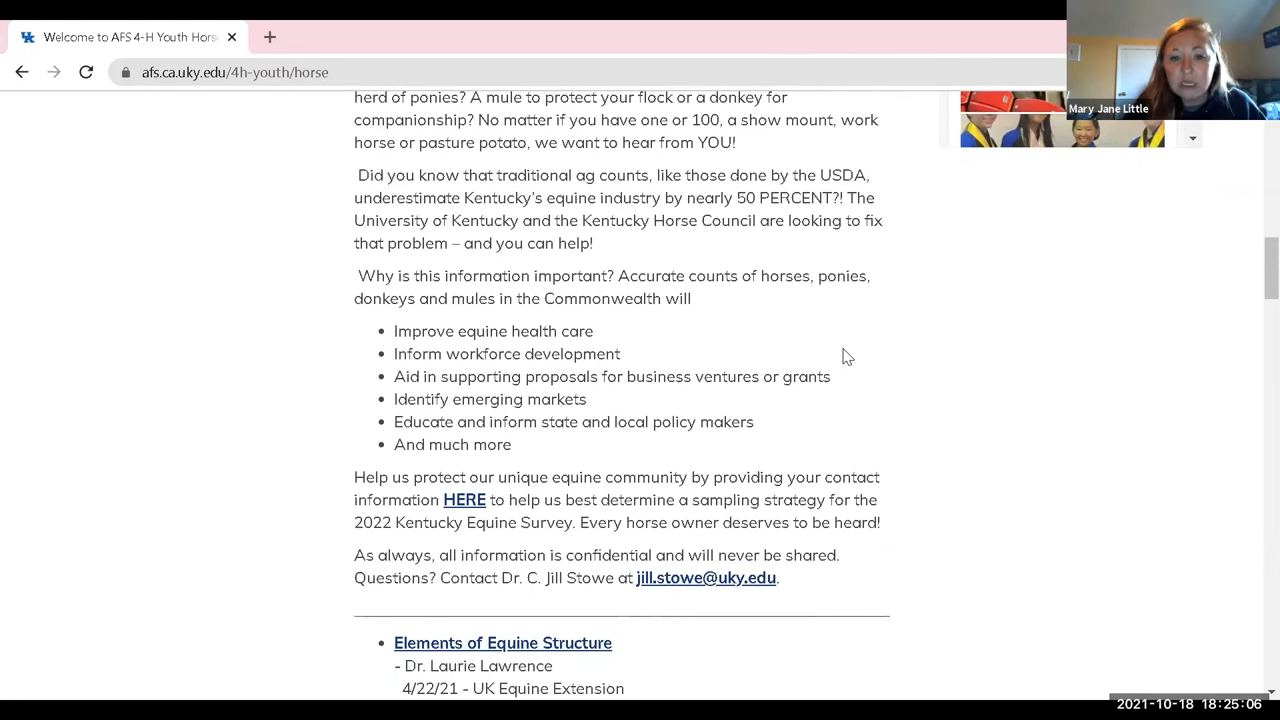 Welcome to AFS 4-H Youth Hors
afs.ca.uky.edu/4h-youth/horse
Mary Jane Little
herd of ponies? A mule to protect your flock or a donkey for
companionship? No matter if you have one or 100, a show mount, work
horse or pasture potato, we want to hear from YOU!
Did you know that traditional ag counts, like those done by the USDA,
underestimate Kentucky's equine industry by nearly 50 PERCENT?! The
University of Kentucky and the Kentucky Horse Council are looking to fix
that problem – and you can help!
Why is this information important? Accurate counts of horses, ponies,
donkeys and mules in the Commonwealth will
• Improve equine health care
• Inform workforce development
• Aid in supporting proposals for business ventures or grants
• Identify emerging markets
• Educate and inform state and local policy makers
• And much more
Help us protect our unique equine community by providing your contact
information HERE to help us best determine a sampling strategy for the
2022 Kentucky Equine Survey. Every horse owner deserves to be heard!
As always, all information is confidential and will never be shared.
Questions? Contact Dr. C. Jill Stowe at jill.stowe@uky.edu.
• Elements of Equine Structure
- Dr. Laurie Lawrence
4/22/21 - UK Equine Extension
2021-10-18 18:25:06